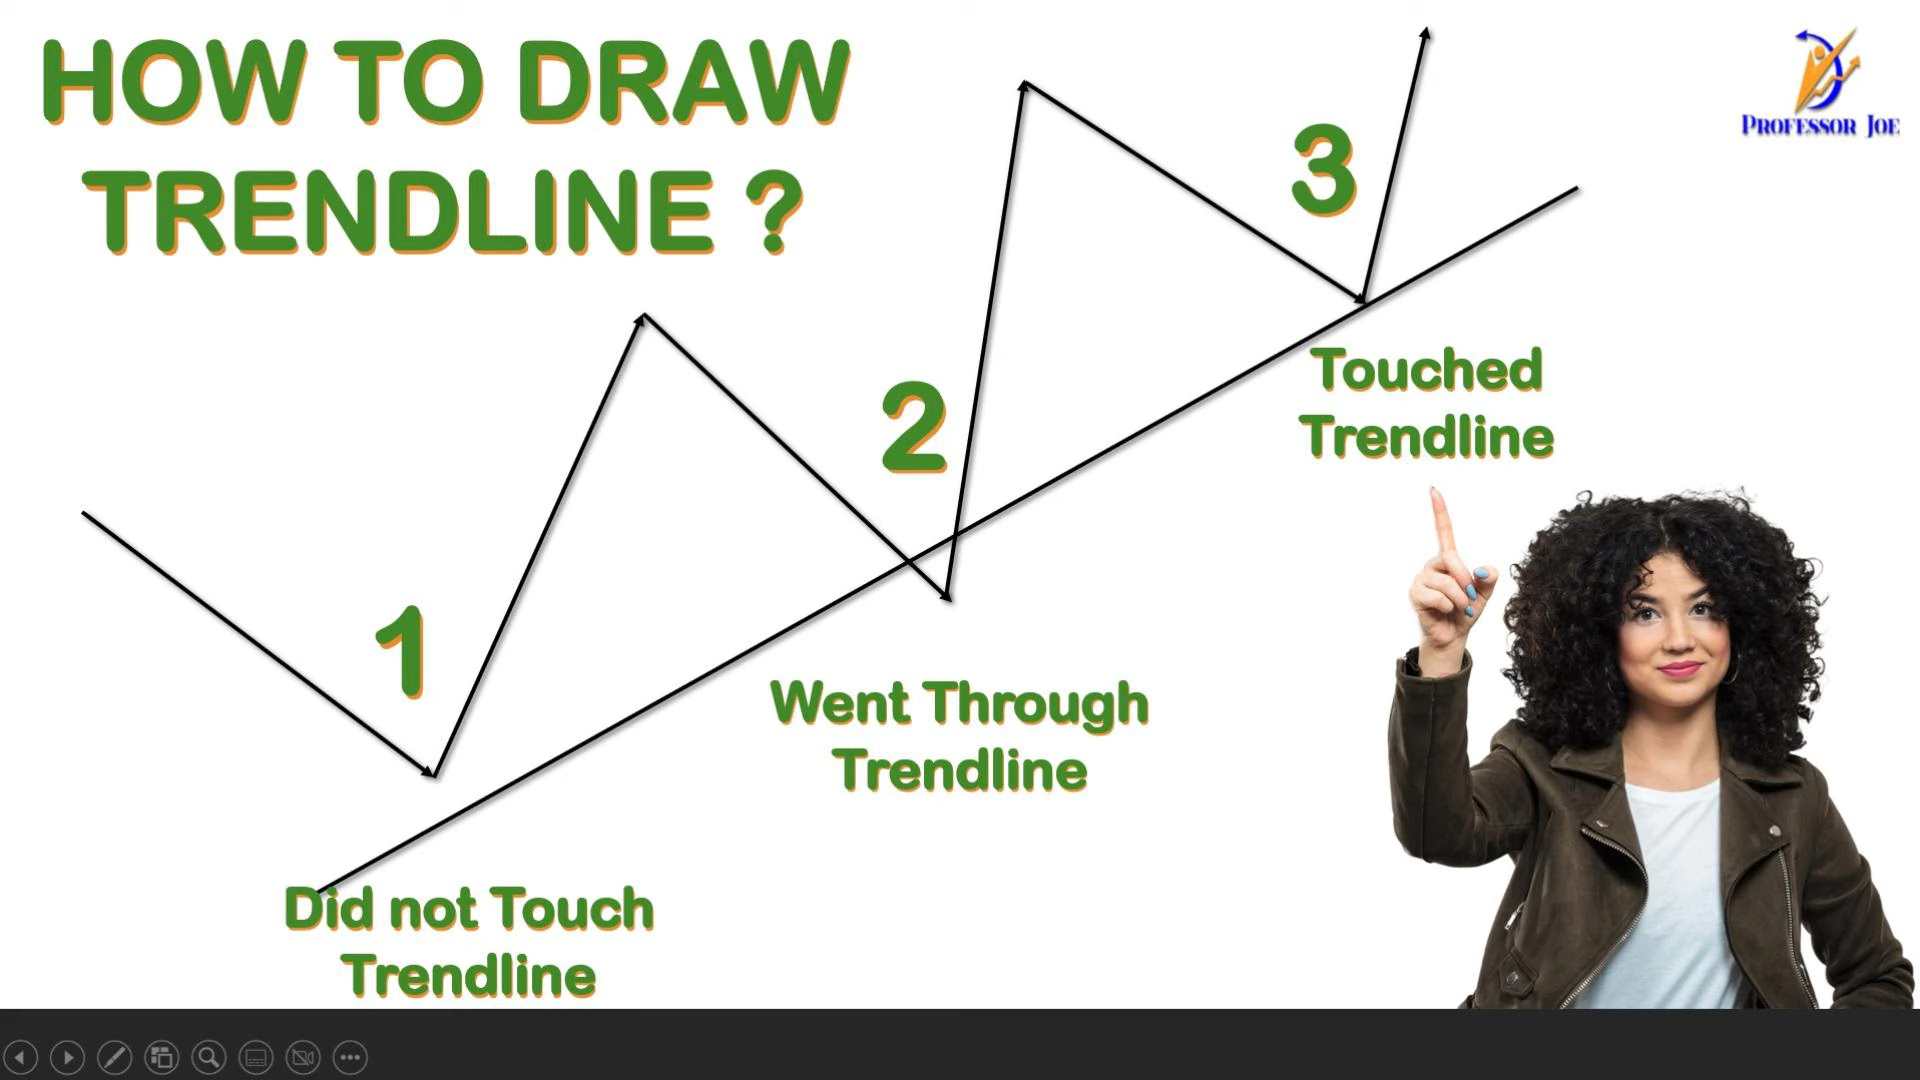 HOW TO DRAW
TRENDLINE ?
PROFESSOR JOE
3
Touched
Trendline
2
1
Went Through
Trendline
Did not Touch
Trendline